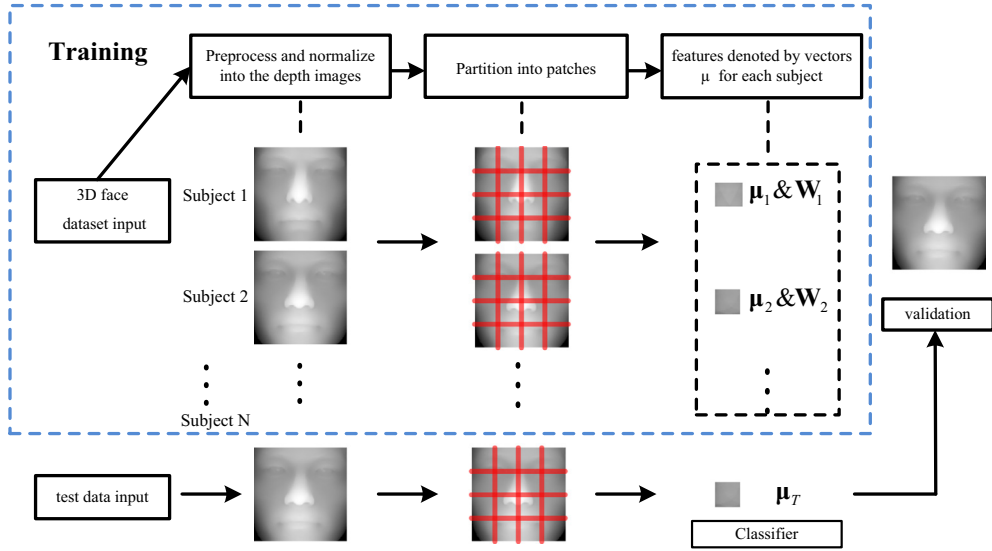 Training
Preprocess and normalize
into the depth images
Partition into patches
features denoted by vectors
μ for each subject
3D face
dataset input
Subject 1
μ₁ & W₁
Subject 2
μ₂ & W₂
validation
Subject N
test data input
μ_T
Classifier